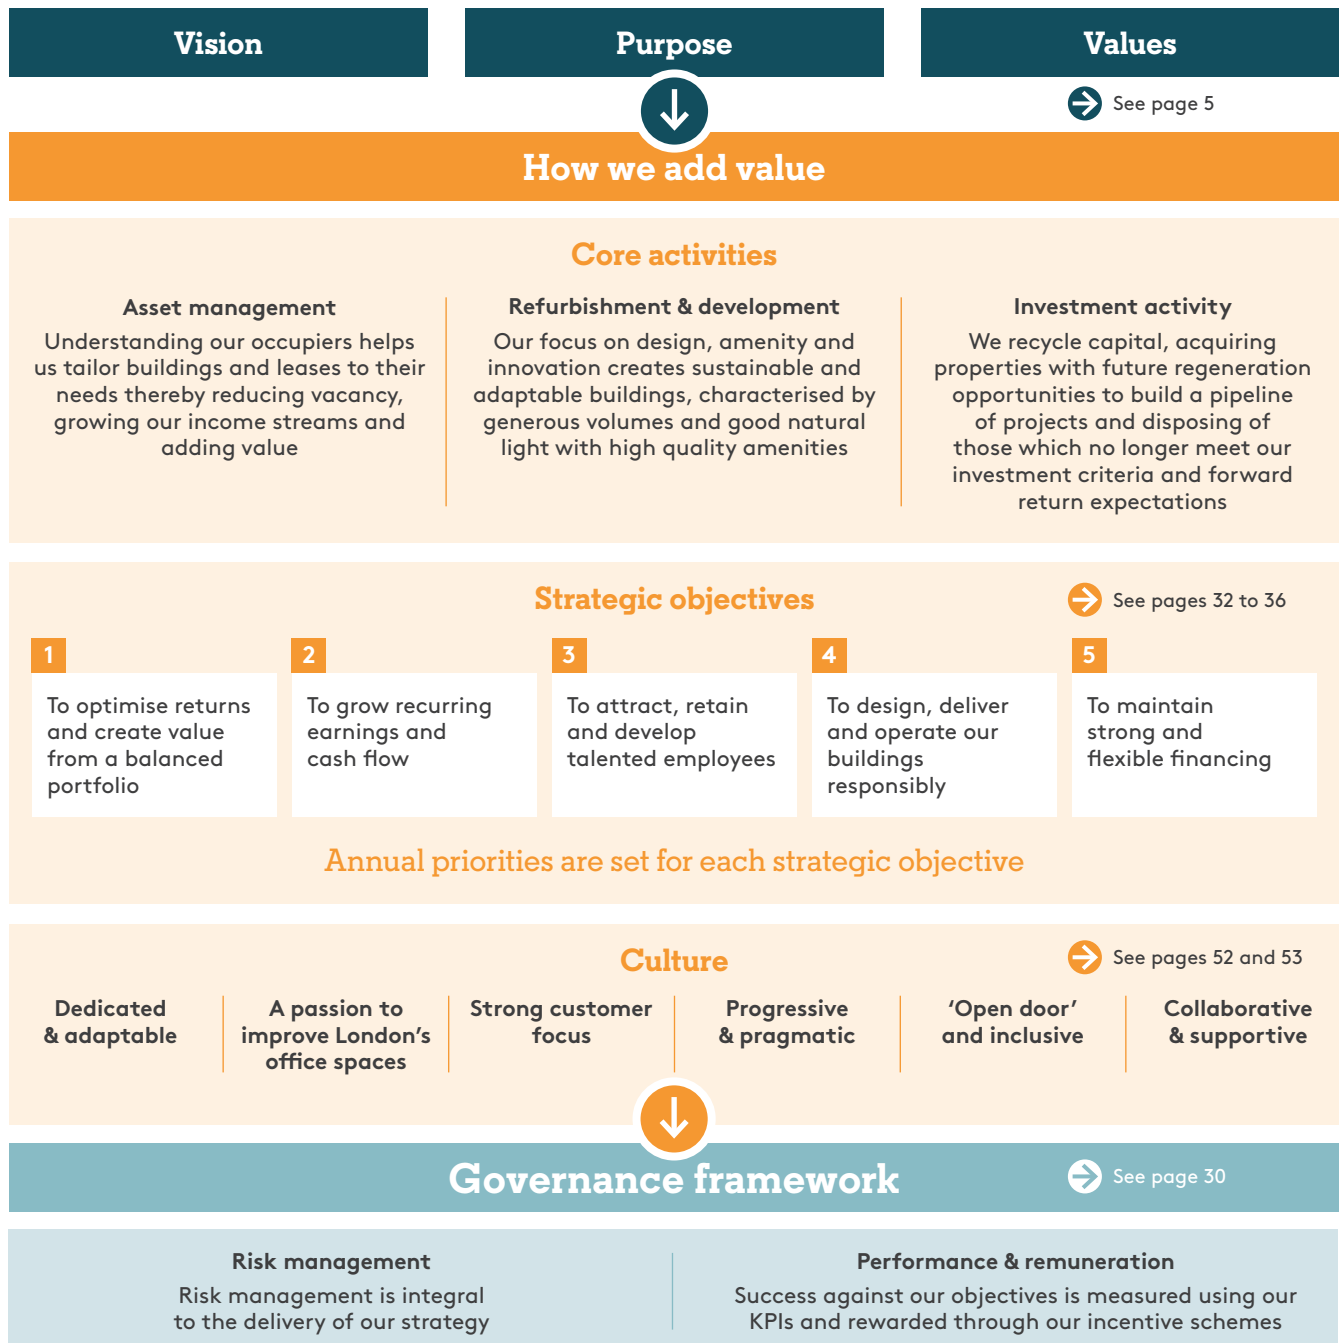 Vision
Purpose
Values
See page 5
How we add value
Core activities
Asset management
Understanding our occupiers helps
us tailor buildings and leases to their
needs thereby reducing vacancy,
growing our income streams and
adding value
Refurbishment & development
Our focus on design, amenity and
innovation creates sustainable and
adaptable buildings, characterised by
generous volumes and good natural
light with high quality amenities
Investment activity
We recycle capital, acquiring
properties with future regeneration
opportunities to build a pipeline
of projects and disposing of
those which no longer meet our
investment criteria and forward
return expectations
Strategic objectives
See pages 32 to 36
1
To optimise returns
and create value
from a balanced
portfolio
2
To grow recurring
earnings and
cash flow
3
To attract, retain
and develop
talented employees
4
To design, deliver
and operate our
buildings
responsibly
5
To maintain
strong and
flexible financing
Annual priorities are set for each strategic objective
Culture
See pages 52 and 53
Dedicated
& adaptable
A passion to
improve London's
office spaces
Strong customer
focus
Progressive
& pragmatic
‘Open door’
and inclusive
Collaborative
& supportive
Governance framework
See page 30
Risk management
Risk management is integral
to the delivery of our strategy
Performance & remuneration
Success against our objectives is measured using our
KPIs and rewarded through our incentive schemes